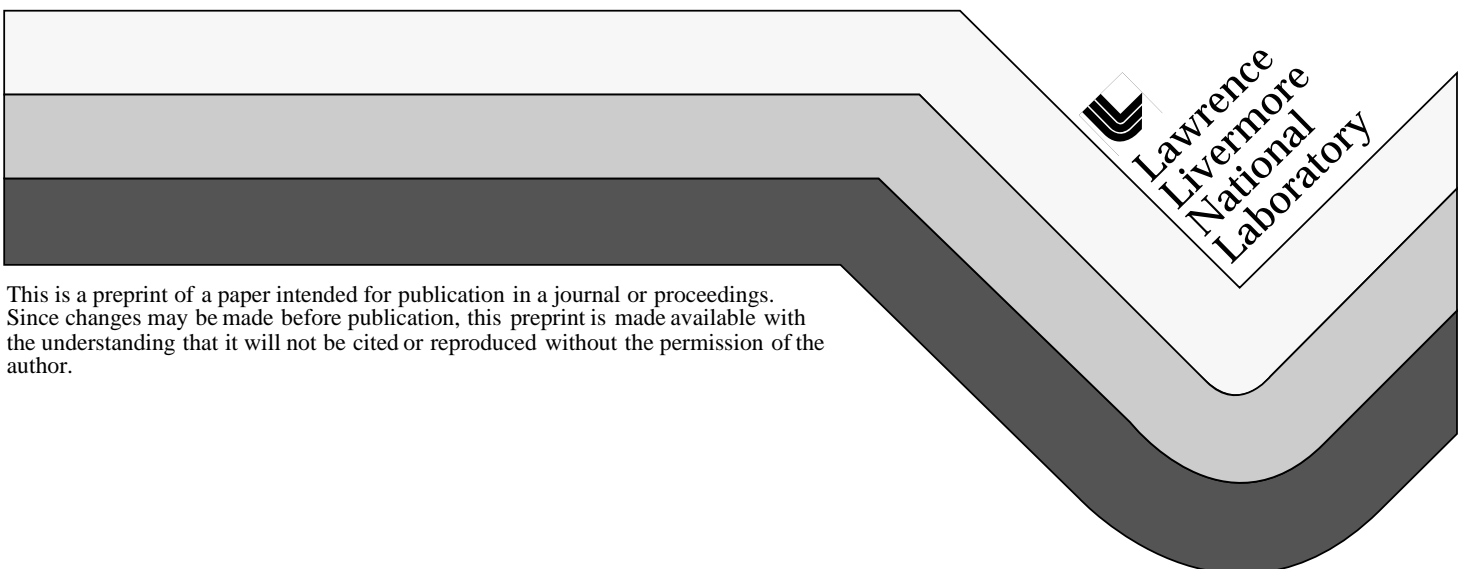 Lawrence
Livermore
National
Laboratory
This is a preprint of a paper intended for publication in a journal or proceedings.
Since changes may be made before publication, this preprint is made available with
the understanding that it will not be cited or reproduced without the permission of the
author.